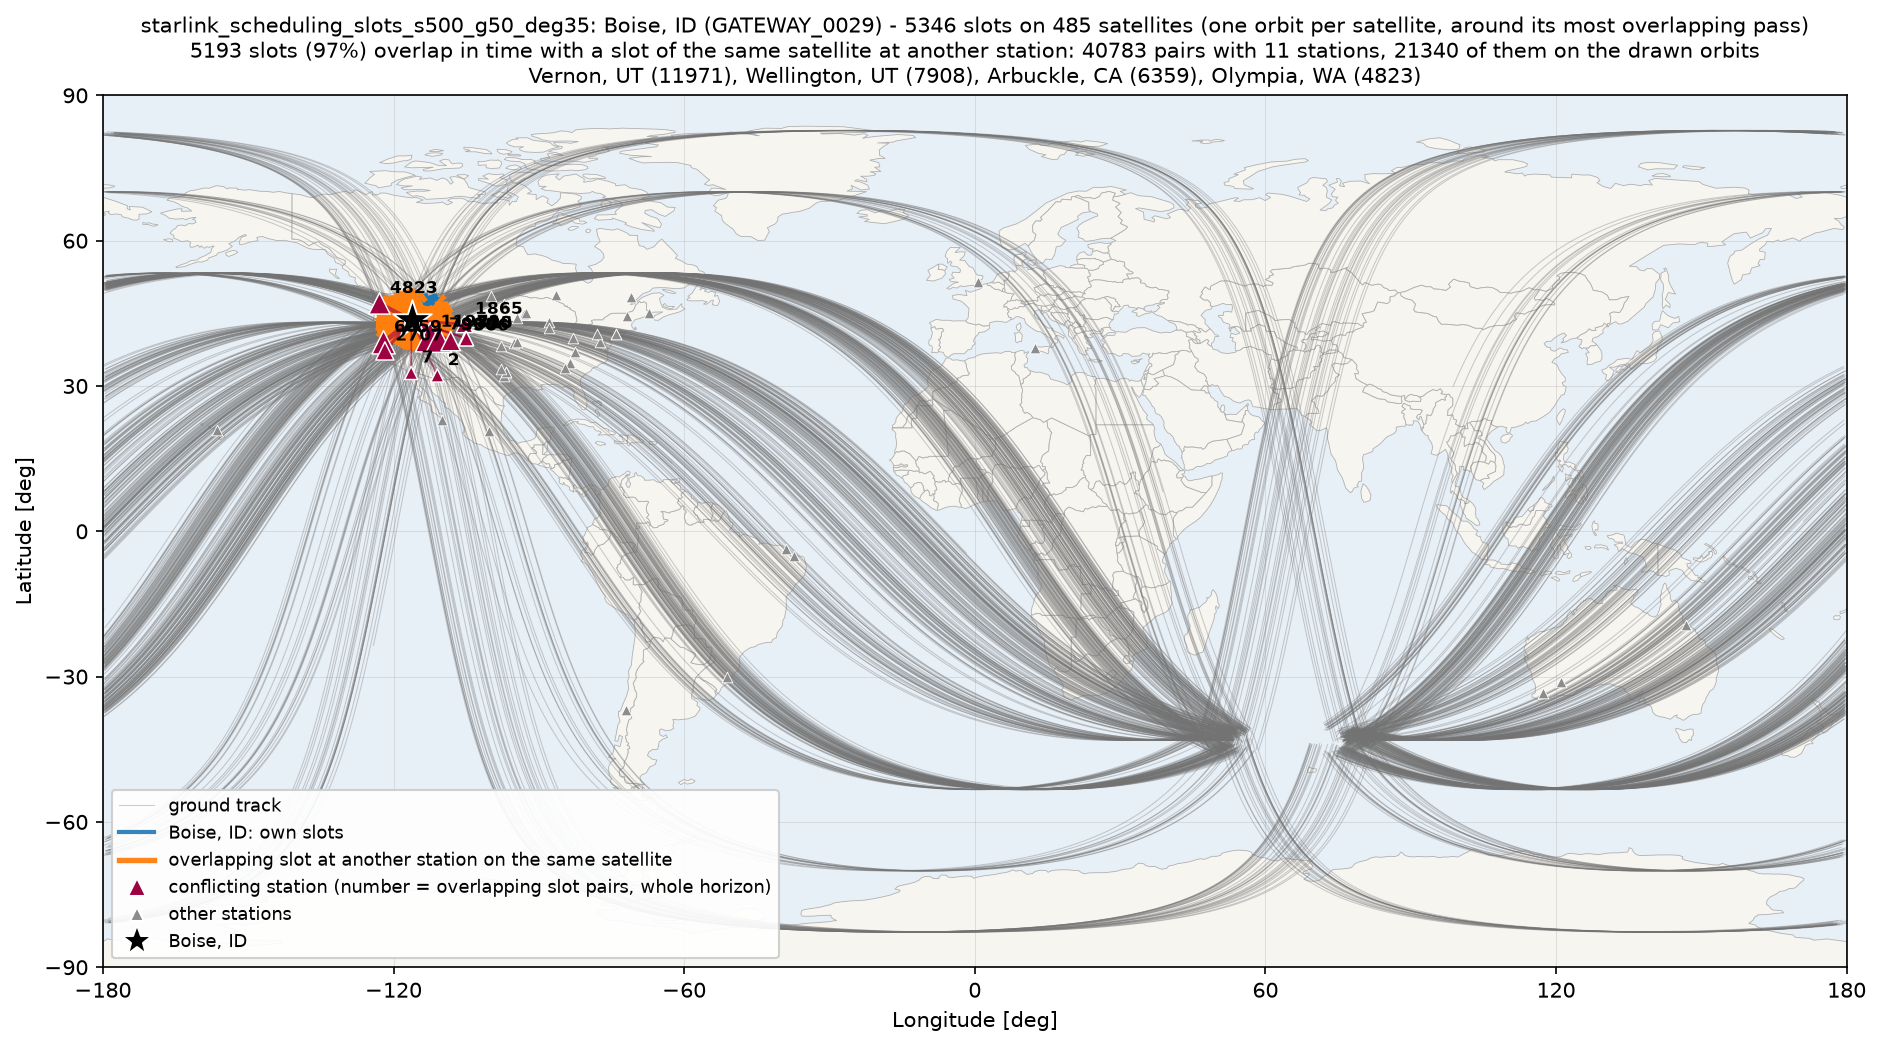 starlink_scheduling_slots_s500_g50_deg35: Boise, ID (GATEWAY_0029) - 5346 slots on 485 satellites (one orbit per satellite, around its most overlapping pass)
5193 slots (97%) overlap in time with a slot of the same satellite at another station: 40783 pairs with 11 stations, 21340 of them on the drawn orbits
Vernon, UT (11971), Wellington, UT (7908), Arbuckle, CA (6359), Olympia, WA (4823)
90
60
30
0
−30
−60
−90
Latitude [deg]
4823
1865
2707
7
2
ground track
Boise, ID: own slots
overlapping slot at another station on the same satellite
conflicting station (number = overlapping slot pairs, whole horizon)
other stations
Boise, ID
−180
−120
−60
0
60
120
180
Longitude [deg]